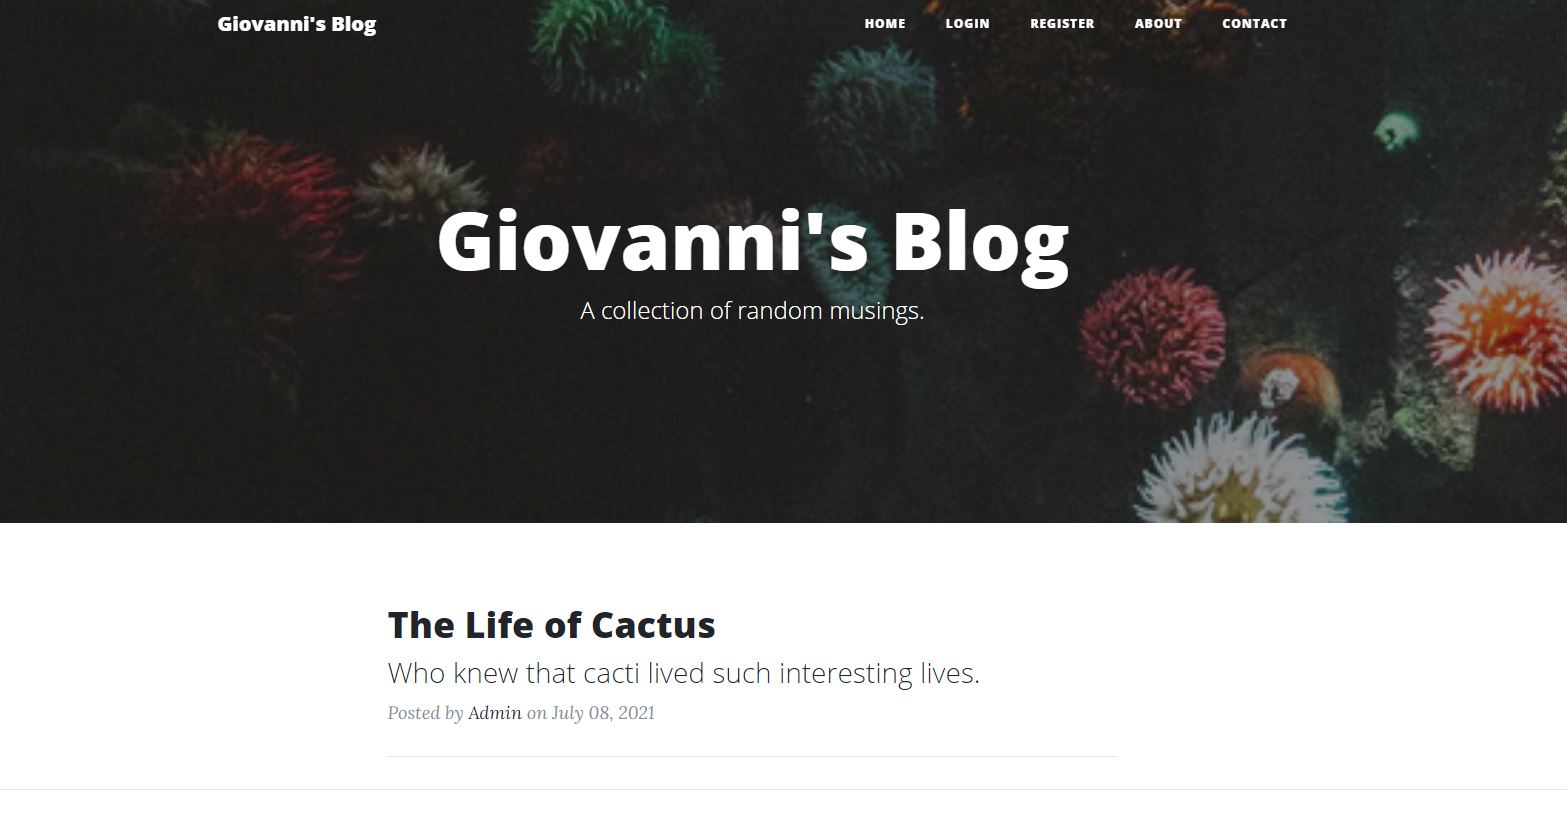 Giovanni's Blog
HOME LOGIN REGISTER ABOUT CONTACT
Giovanni's Blog
A collection of random musings.
The Life of Cactus
Who knew that cacti lived such interesting lives.
Posted by Admin on July 08, 2021